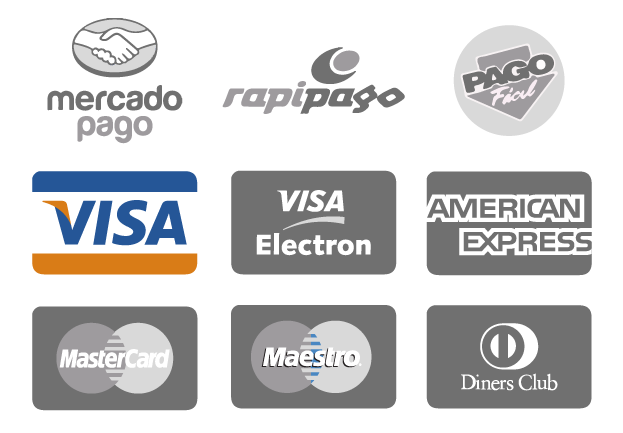 mercado
pago
rapipago
PAGO
Fácil
VISA
VISA
Electron
AMERICAN
EXPRESS
MasterCard
Maestro
Diners Club